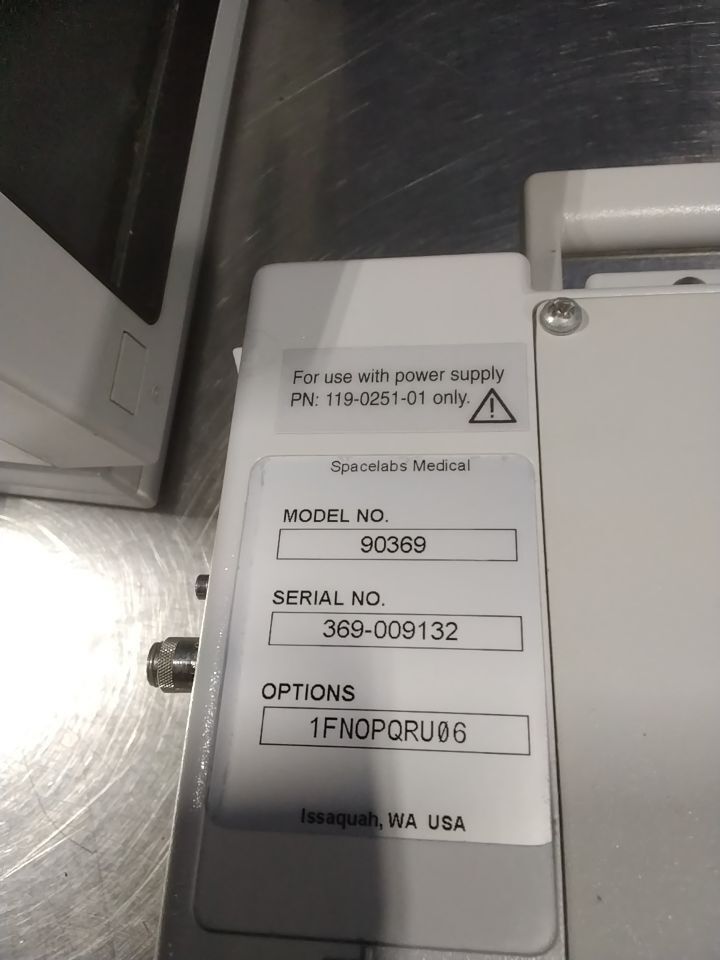 For use with power supply
PN: 119-0251-01 only.
Spacelabs Medical
MODEL NO.
90369
SERIAL NO.
369-009132
OPTIONS
1FNOPQRU06
Issaquah, WA USA